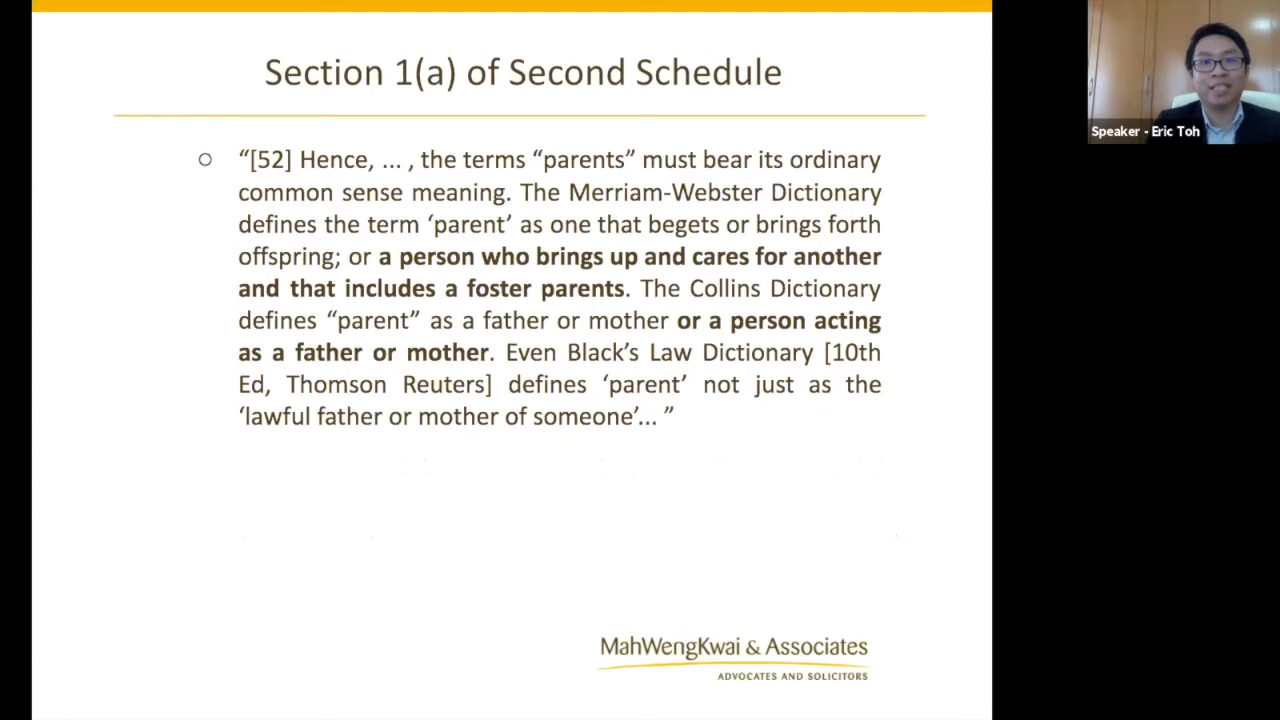 Section 1(a) of Second Schedule
Speaker - Eric Toh
○ “[52] Hence, ... , the terms “parents” must bear its ordinary
common sense meaning. The Merriam-Webster Dictionary
defines the term ‘parent’ as one that begets or brings forth
offspring; or a person who brings up and cares for another
and that includes a foster parents. The Collins Dictionary
defines “parent” as a father or mother or a person acting
as a father or mother. Even Black’s Law Dictionary [10th
Ed, Thomson Reuters] defines ‘parent’ not just as the
‘lawful father or mother of someone’... ”
MahWengKwai & Associates
ADVOCATES AND SOLICITORS